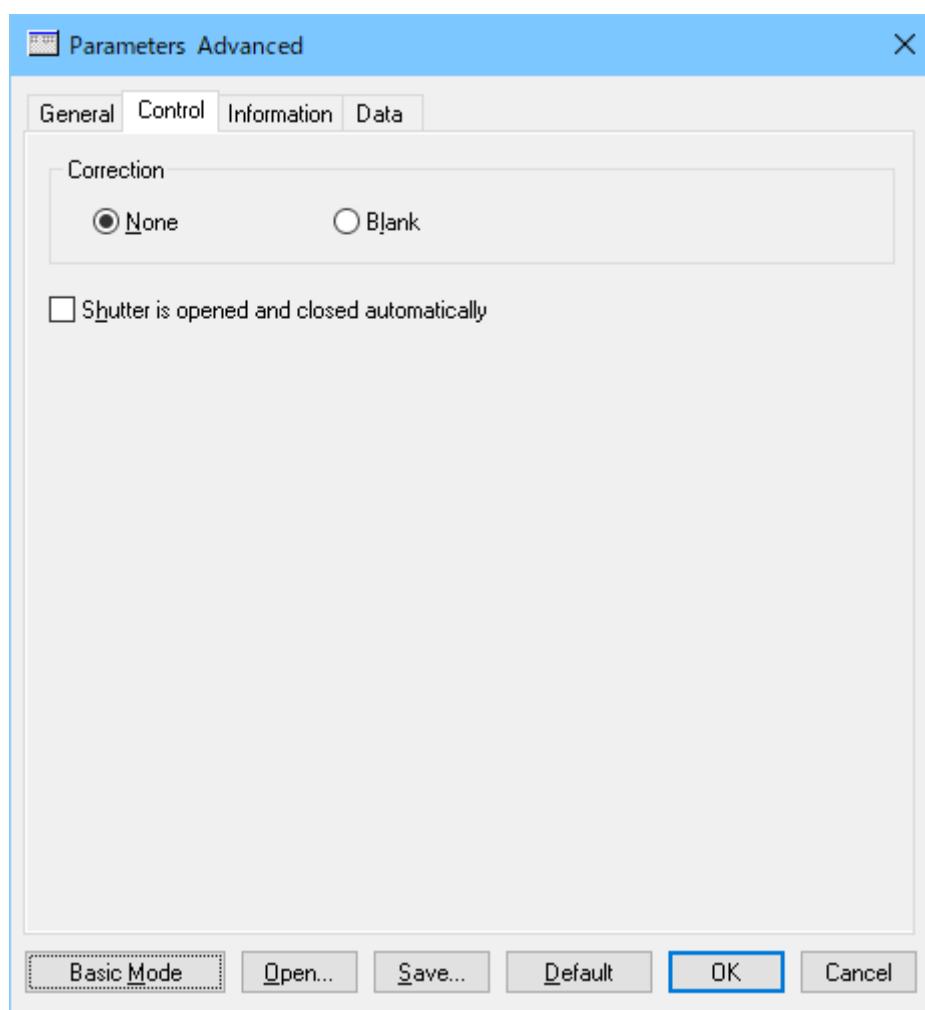 Parameters Advanced
General Control Information Data
Correction
None Blank
Shutter is opened and closed automatically
Basic Mode Open... Save... Default OK Cancel